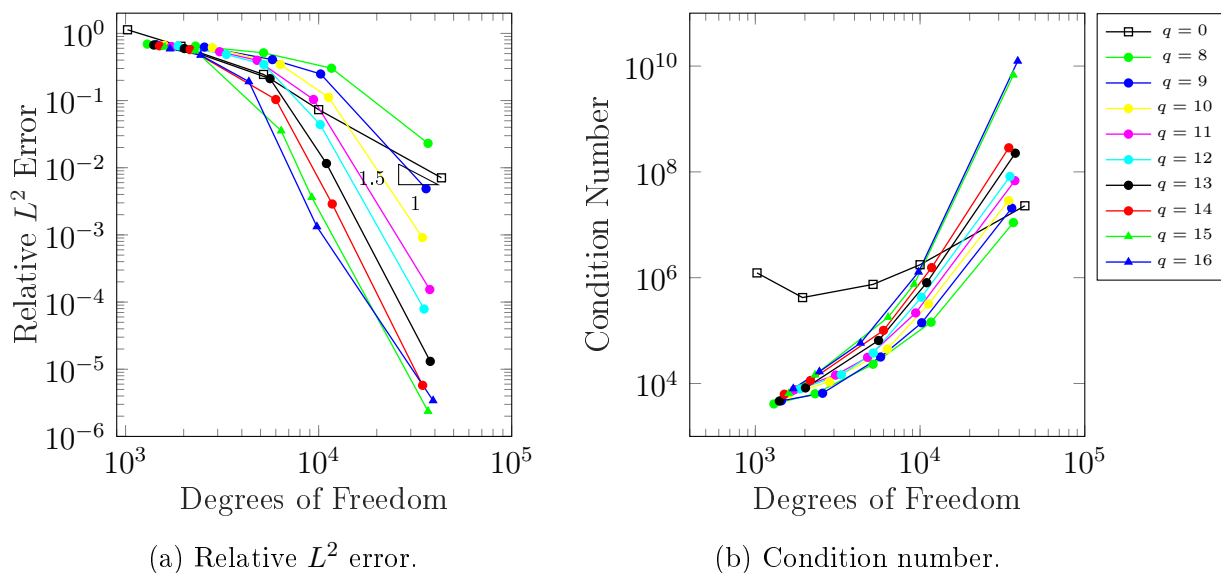 10^0
10^{-1}
10^{-2}
10^{-3}
10^{-4}
10^{-5}
10^{-6}
Relative L^2 Error
1.5
1
10^3
10^4
10^5
Degrees of Freedom
(a) Relative L^2 error.
10^{10}
10^8
10^6
10^4
Condition Number
10^3
10^4
10^5
Degrees of Freedom
(b) Condition number.
q = 0
q = 8
q = 9
q = 10
q = 11
q = 12
q = 13
q = 14
q = 15
q = 16